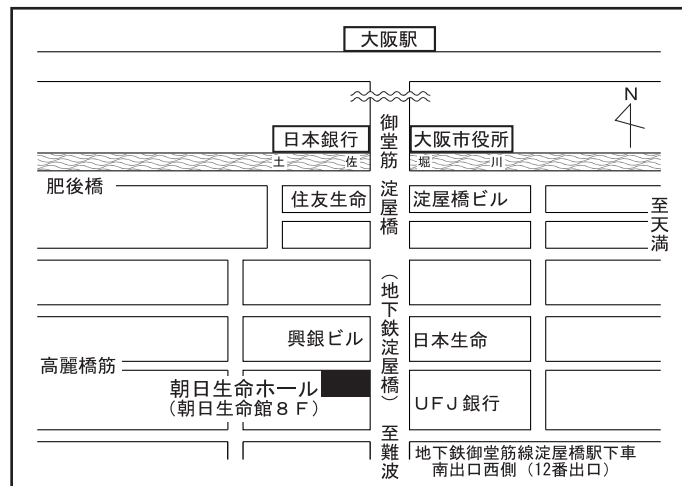 大阪駅
N
御堂筋
日本銀行
大阪市役所
土佐堀川
肥後橋
住友生命
淀屋橋
淀屋橋ビル
至天満
(地下鉄淀屋橋)
興銀ビル
日本生命
高麗橋筋
朝日生命ホール
(朝日生命館8F)
UFJ銀行
至難波
地下鉄御堂筋線淀屋橋駅下車
南出口西側(12番出口)